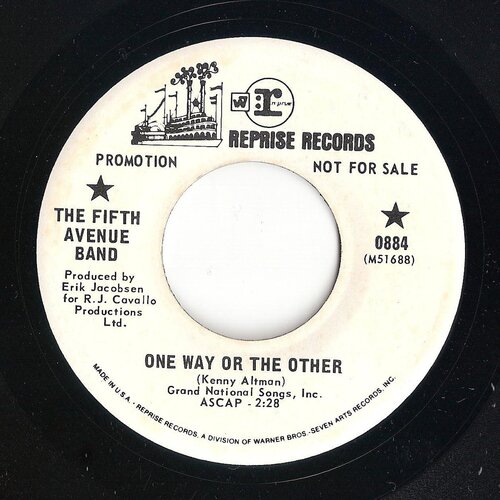 W
r
reprise
REPRISE RECORDS
PROMOTION
NOT FOR SALE
THE FIFTH
AVENUE
BAND
0884
(M51688)
Produced by
Erik Jacobsen
for R.J. Cavallo
Productions
Ltd.
ONE WAY OR THE OTHER
(Kenny Altman)
Grand National Songs, Inc.
ASCAP - 2:28
MADE IN U.S.A. - REPRISE RECORDS, A DIVISION OF WARNER BROS.-SEVEN ARTS RECORDS, INC.